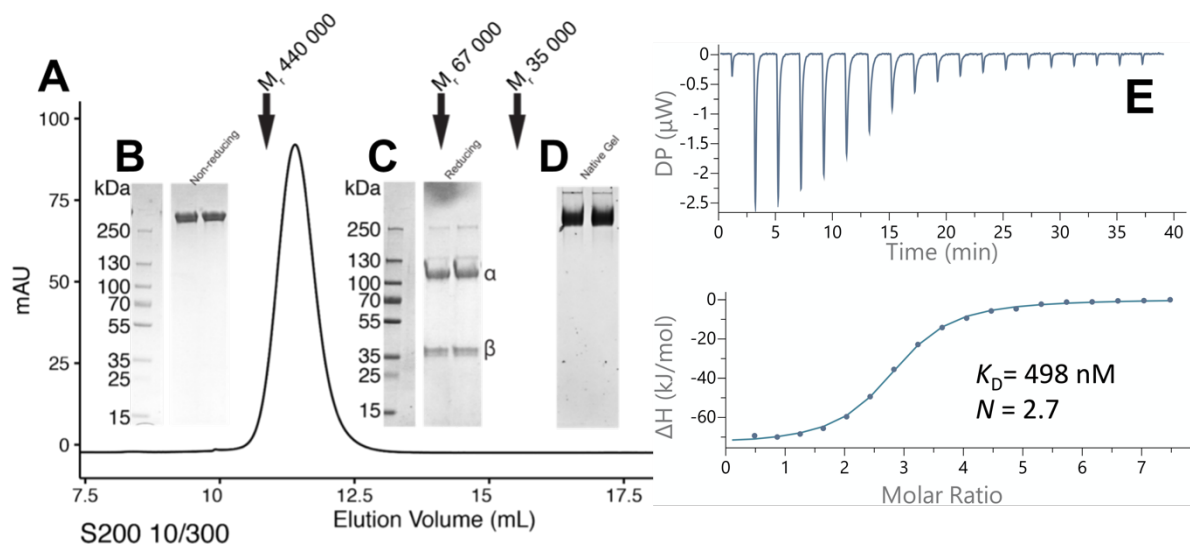 A
M_r 440 000
M_r 67 000
M_r 35 000
mAU
100
75
50
25
0
B
Non-reducing
kDa
250
130
100
70
55
35
25
15
C
Reducing
kDa
250
130
100
70
55
35
25
15
α
β
D
Native Gel
7.5
10
12.5
15
17.5
Elution Volume (mL)
S200 10/300
E
DP (μW)
0
-0.5
-1
-1.5
-2
-2.5
0
5
10
15
20
25
30
35
40
Time (min)
ΔH (kJ/mol)
0
-20
-40
-60
K_D= 498 nM
N = 2.7
0
1
2
3
4
5
6
7
Molar Ratio